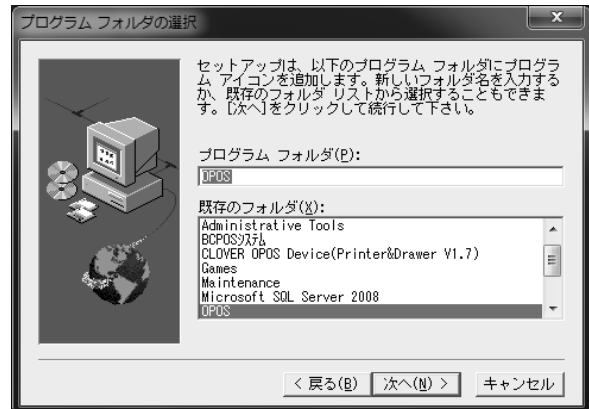 プログラム フォルダの選択
セットアップは、以下のプログラム フォルダにプログラ
ム アイコンを追加します。新しいフォルダ名を入力する
か、既存のフォルダ リストから選択することもできま
す。[次へ]をクリックして続行して下さい。
プログラム フォルダ(P):
OPOS
既存のフォルダ(X):
Administrative Tools
BCPOSシステム
CLOVER OPOS Device(Printer&Drawer V1.7)
Games
Maintenance
Microsoft SQL Server 2008
OPOS
< 戻る(B)
次へ(N) >
キャンセル